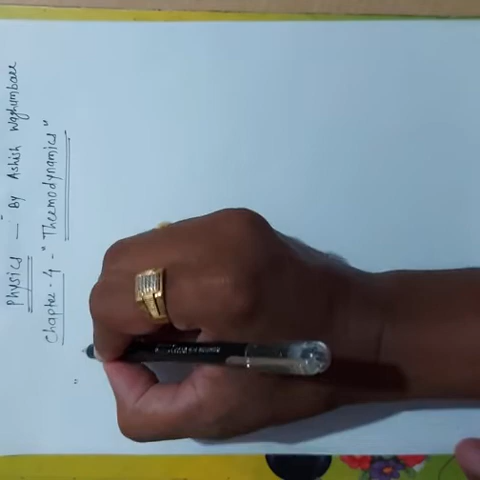 Physics — " By Ashish Waghumbare
Chapter - 4 - " Thermodynamics "
"